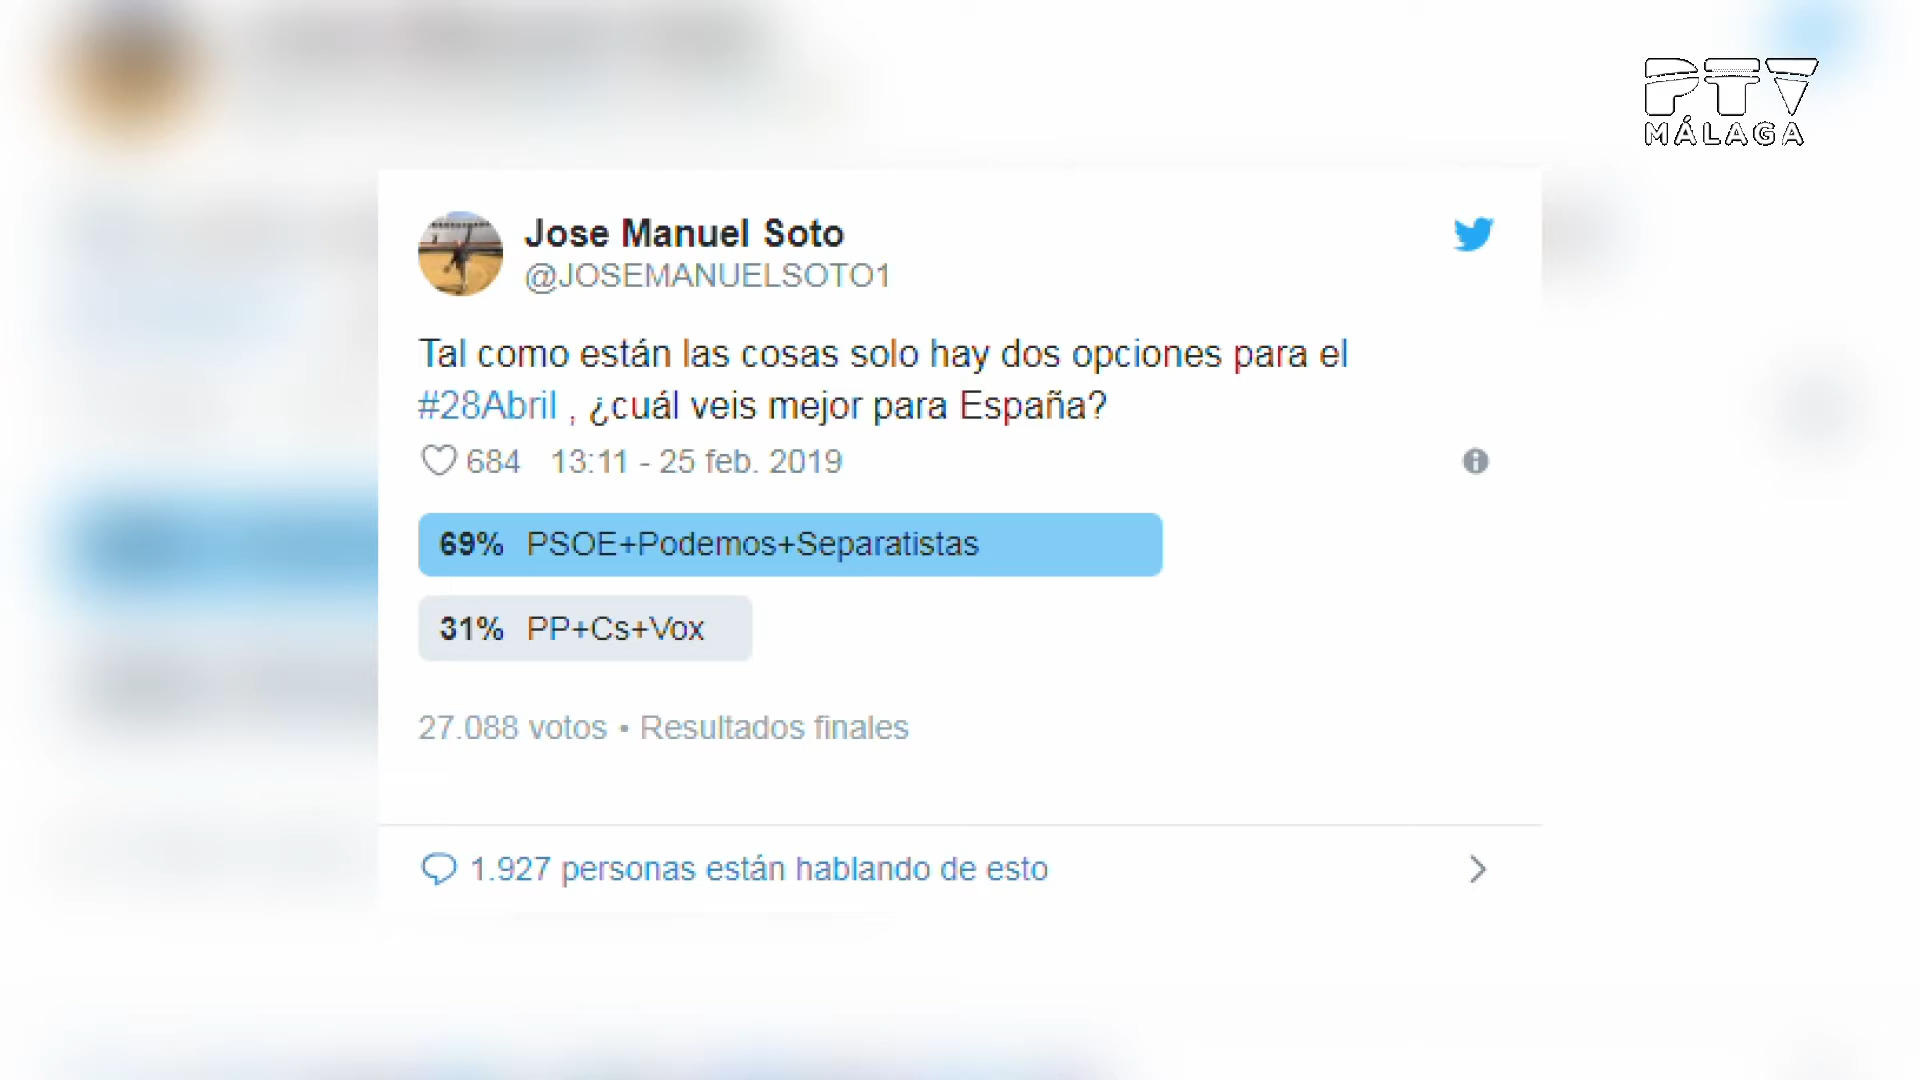 PTV
MÁLAGA
Jose Manuel Soto
@JOSEMANUELSOTO1
Tal como están las cosas solo hay dos opciones para el
#28Abril , ¿cuál veis mejor para España?
684 13:11 - 25 feb. 2019
69% PSOE+Podemos+Separatistas
31% PP+Cs+Vox
27.088 votos • Resultados finales
1.927 personas están hablando de esto